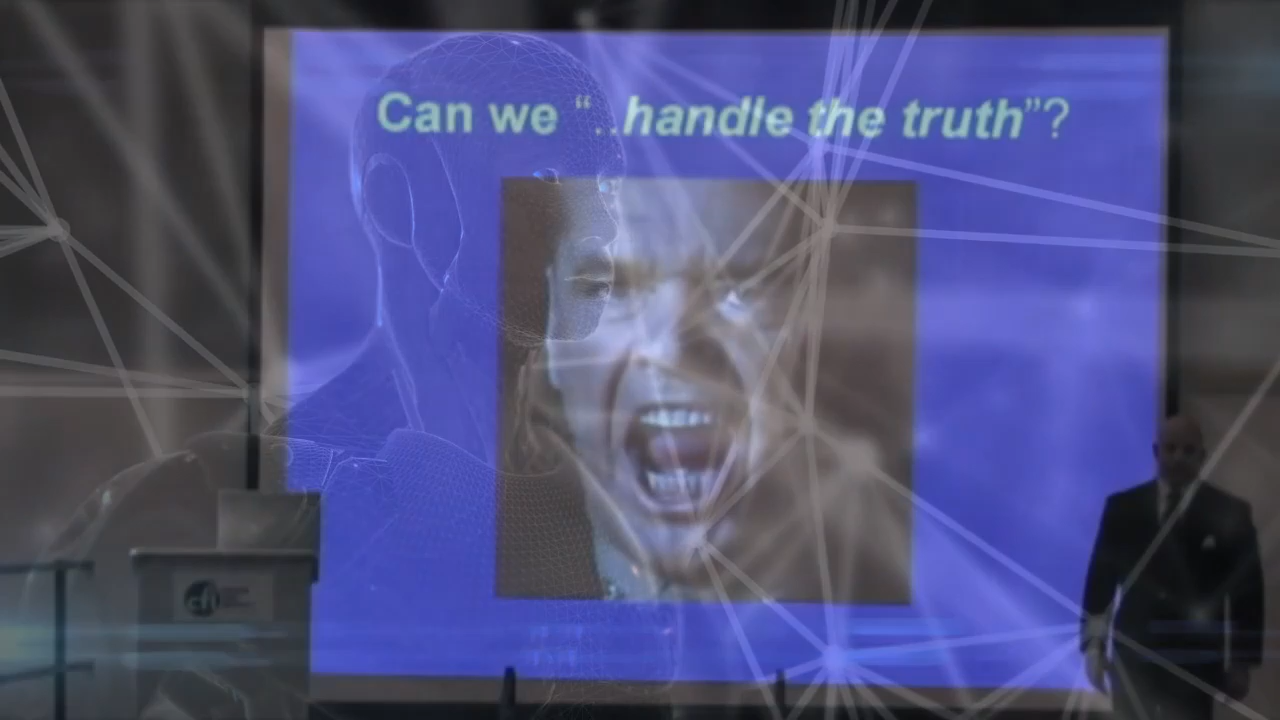 Can we “..handle the truth”?